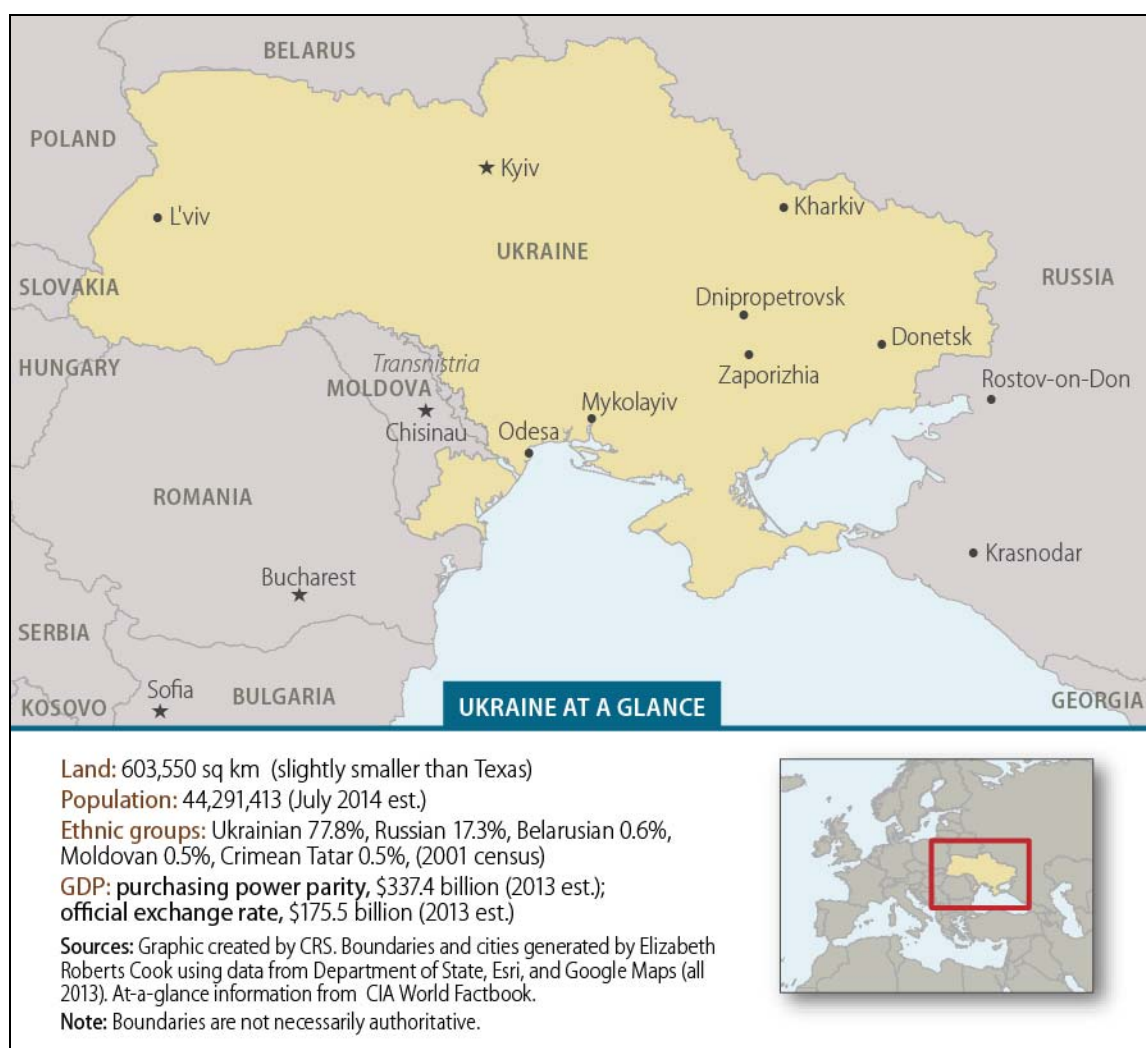 BELARUS
POLAND
Kyiv
L'viv
Kharkiv
UKRAINE
RUSSIA
SLOVAKIA
Dnipropetrovsk
Donetsk
HUNGARY
Transnistria
MOLDOVA
Zaporizhia
Rostov-on-Don
Mykolayiv
Chisinau
Odesa
ROMANIA
Krasnodar
Bucharest
SERBIA
Sofia
BULGARIA
KOSOVO
GEORGIA
UKRAINE AT A GLANCE
Land: 603,550 sq km (slightly smaller than Texas)
Population: 44,291,413 (July 2014 est.)
Ethnic groups: Ukrainian 77.8%, Russian 17.3%, Belarusian 0.6%,
Moldovan 0.5%, Crimean Tatar 0.5%, (2001 census)
GDP: purchasing power parity, $337.4 billion (2013 est.);
official exchange rate, $175.5 billion (2013 est.)
Sources: Graphic created by CRS. Boundaries and cities generated by Elizabeth
Roberts Cook using data from Department of State, Esri, and Google Maps (all
2013). At-a-glance information from CIA World Factbook.
Note: Boundaries are not necessarily authoritative.